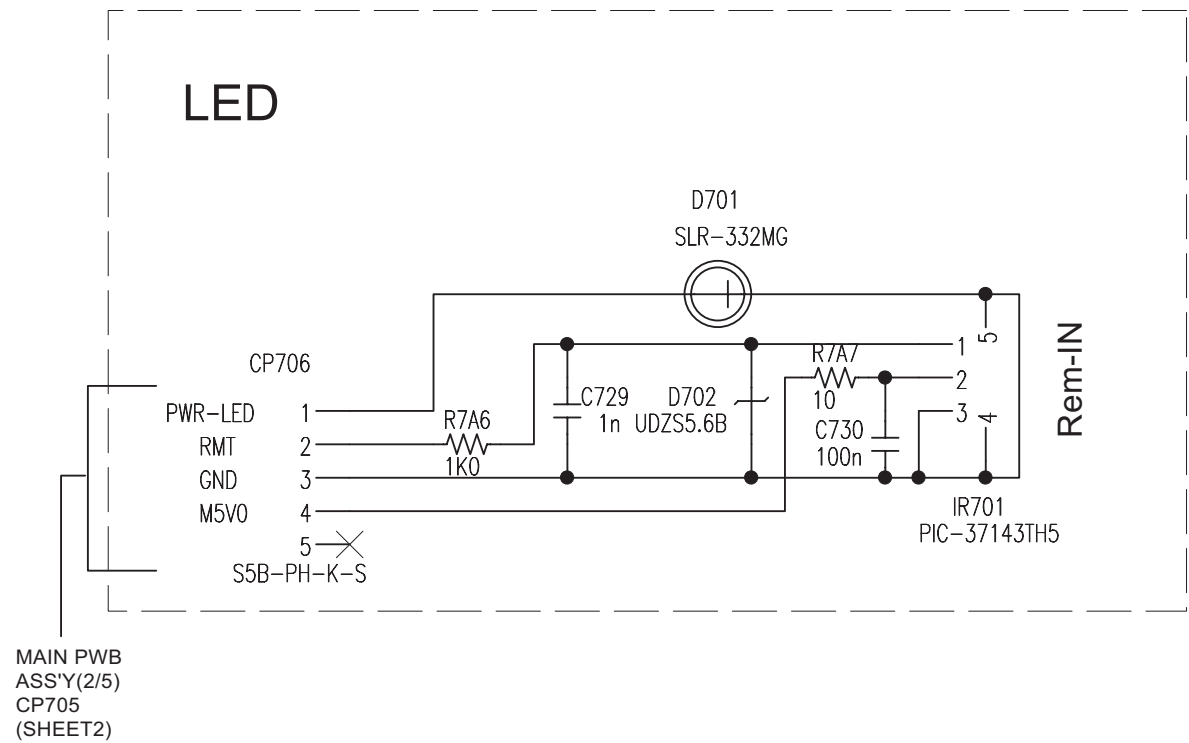 LED
D701
SLR-332MG
CP706
PWR-LED 1
RMT 2
GND 3
M5V0 4
5
S5B-PH-K-S
R7A6
1K0
C729
1n
D702
UDZS5.6B
R7A7
10
C730
100n
1
2
3
5
4
Rem-IN
IR701
PIC-37143TH5
MAIN PWB
ASS'Y(2/5)
CP705
(SHEET2)